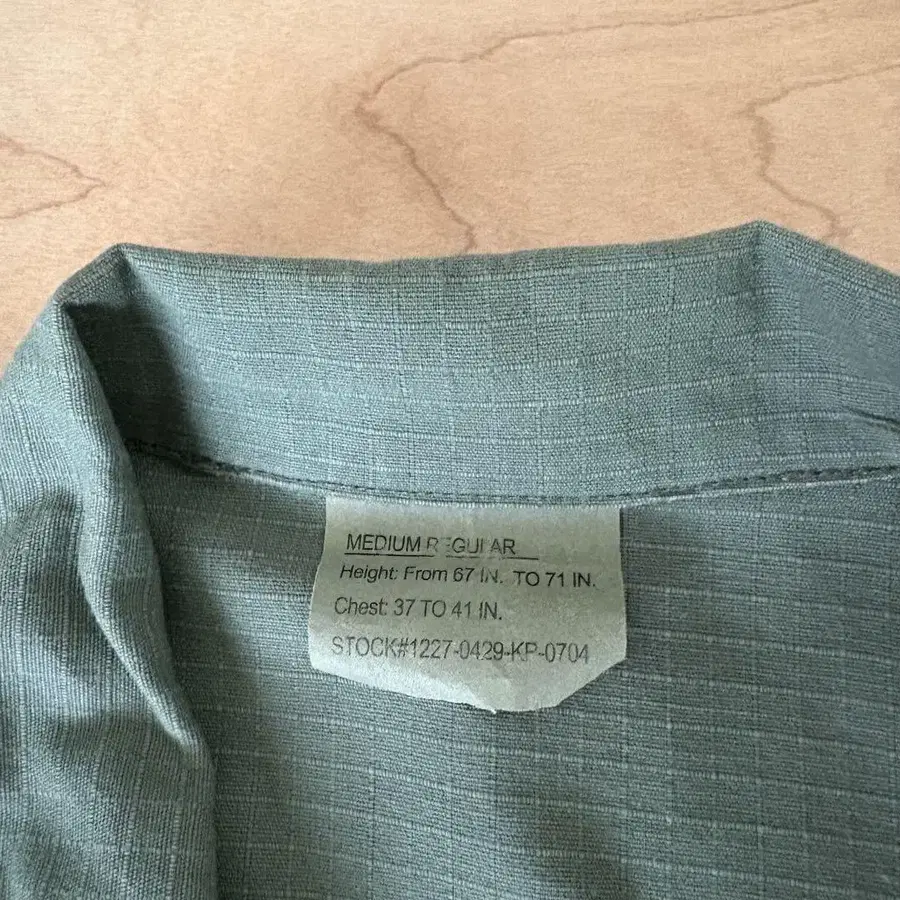 MEDIUM REGULAR
Height: From 67 IN. TO 71 IN.
Chest: 37 TO 41 IN.
STOCK#1227-0429-KP-0704